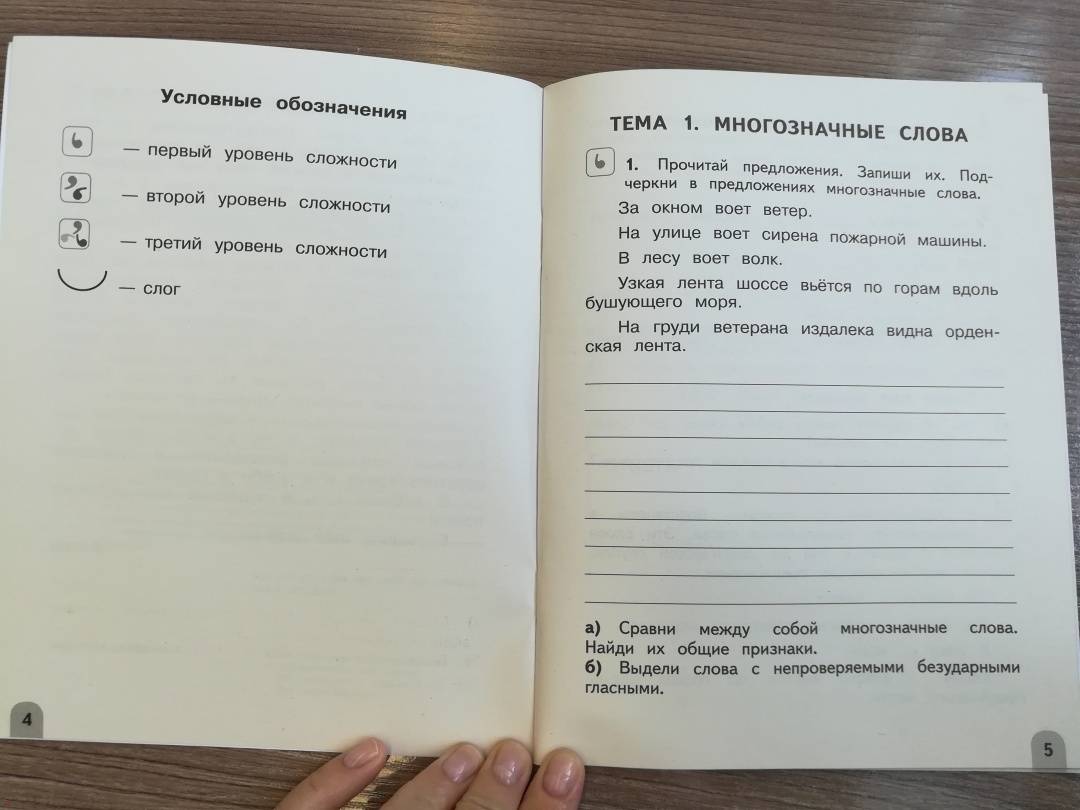 Условные обозначения
— первый уровень сложности
— второй уровень сложности
— третий уровень сложности
— слог
4
ТЕМА 1. МНОГОЗНАЧНЫЕ СЛОВА
1. Прочитай предложения. Запиши их. Под-
черкни в предложениях многозначные слова.
За окном воет ветер.
На улице воет сирена пожарной машины.
В лесу воет волк.
Узкая лента шоссе вьётся по горам вдоль
бушующего моря.
На груди ветерана издалека видна орден-
ская лента.
а) Сравни между собой многозначные слова.
Найди их общие признаки.
б) Выдели слова с непроверяемыми безударными
гласными.
5